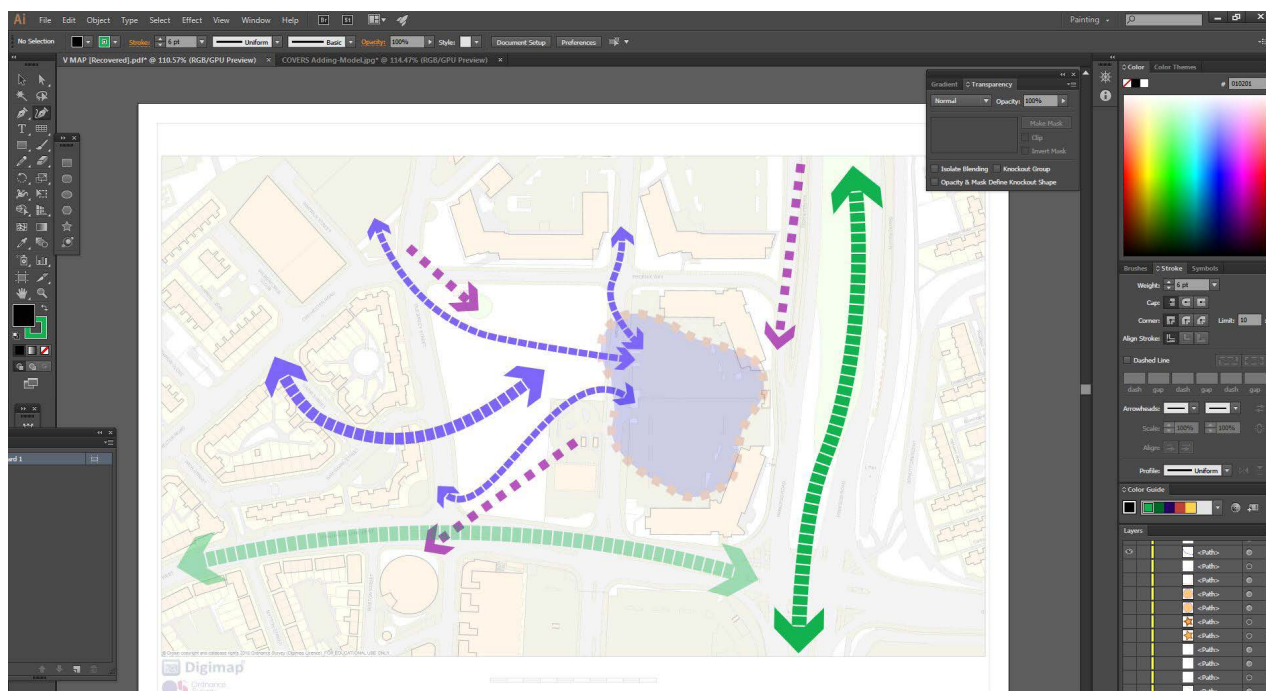 Ai File Edit Object Type Select Effect View Window Help Br St Painting
No Selection Stroke: 6 pt Uniform Basic Opacity: 100% Style: Document Setup Preferences
V MAP [Recovered].pdf* @ 110.57% (RGB/GPU Preview) × COVERS Adding-Model.jpg* @ 114.47% (RGB/GPU Preview) ×
Gradient Transparency
Normal Opacity: 100%
Make Mask
Clip
Invert Mask
Isolate Blending Knockout Group
Opacity & Mask Define Knockout Shape
Color Color Themes
# 010201
Brushes Stroke Symbols
Weight: 6 pt
Cap:
Corner: Limit: 10
Align Stroke:
Dashed Line
dash gap dash gap dash gap
Arrowheads:
Scale: 100% 100%
Align:
Profile: Uniform
Color Guide
Layers
<Path>
<Path>
<Path>
<Path>
<Path>
<Path>
<Path>
<Path>
<Path>
<Path>
ard 1
Digimap
Ordnance